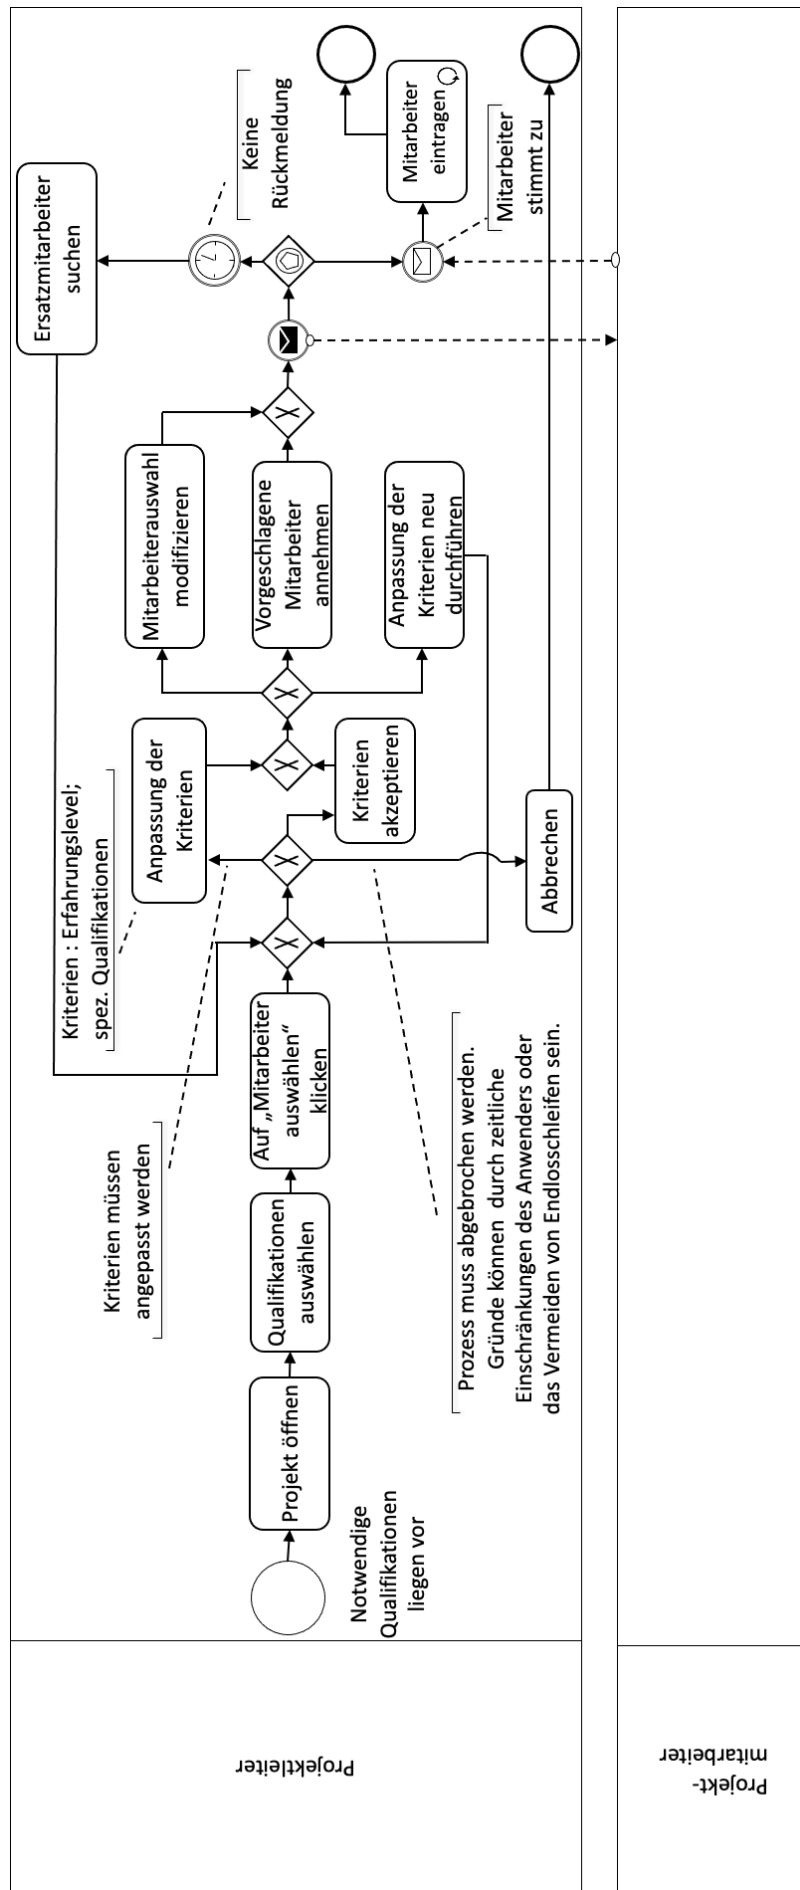 Projektleiter
Notwendige
Qualifikationen
liegen vor
Projekt öffnen
Qualifikationen
auswählen
Auf „Mitarbeiter
auswählen“
klicken
Kriterien müssen
angepasst werden
Kriterien : Erfahrungslevel;
spez. Qualifikationen
Prozess muss abgebrochen werden.
Gründe können durch zeitliche
Einschränkungen des Anwenders oder
das Vermeiden von Endlosschleifen sein.
X
X
Anpassung der
Kriterien
Kriterien
akzeptieren
Abbrechen
X
X
Mitarbeiterauswahl
modifizieren
Vorgeschlagene
Mitarbeiter
annehmen
Anpassung der
Kriterien neu
durchführen
X
Ersatzmitarbeiter
suchen
Keine
Rückmeldung
Mitarbeiter
stimmt zu
Mitarbeiter
eintragen
Projekt-
mitarbeiter